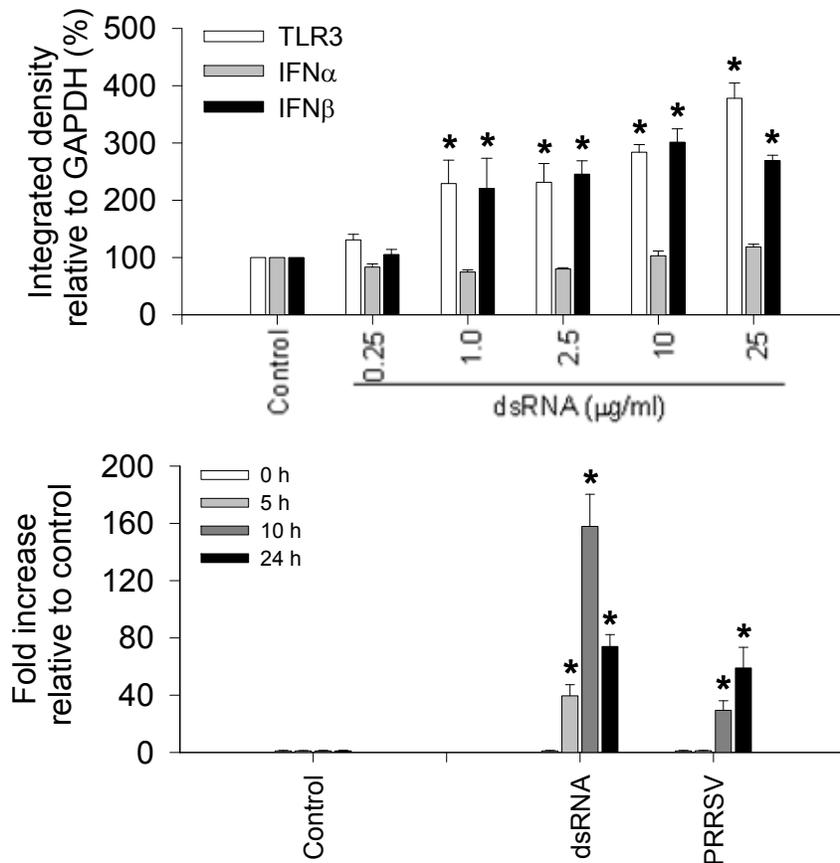 500
400
300
200
100
0
Integrated density
relative to GAPDH (%)
TLR3
IFNα
IFNβ
*
* *
* *
* *
* *
Control
0.25
1.0
2.5
10
25
dsRNA (μg/ml)
200
160
120
80
40
0
Fold increase
relative to control
0 h
5 h
10 h
24 h
*
*
*
*
*
Control
dsRNA
PRRSV